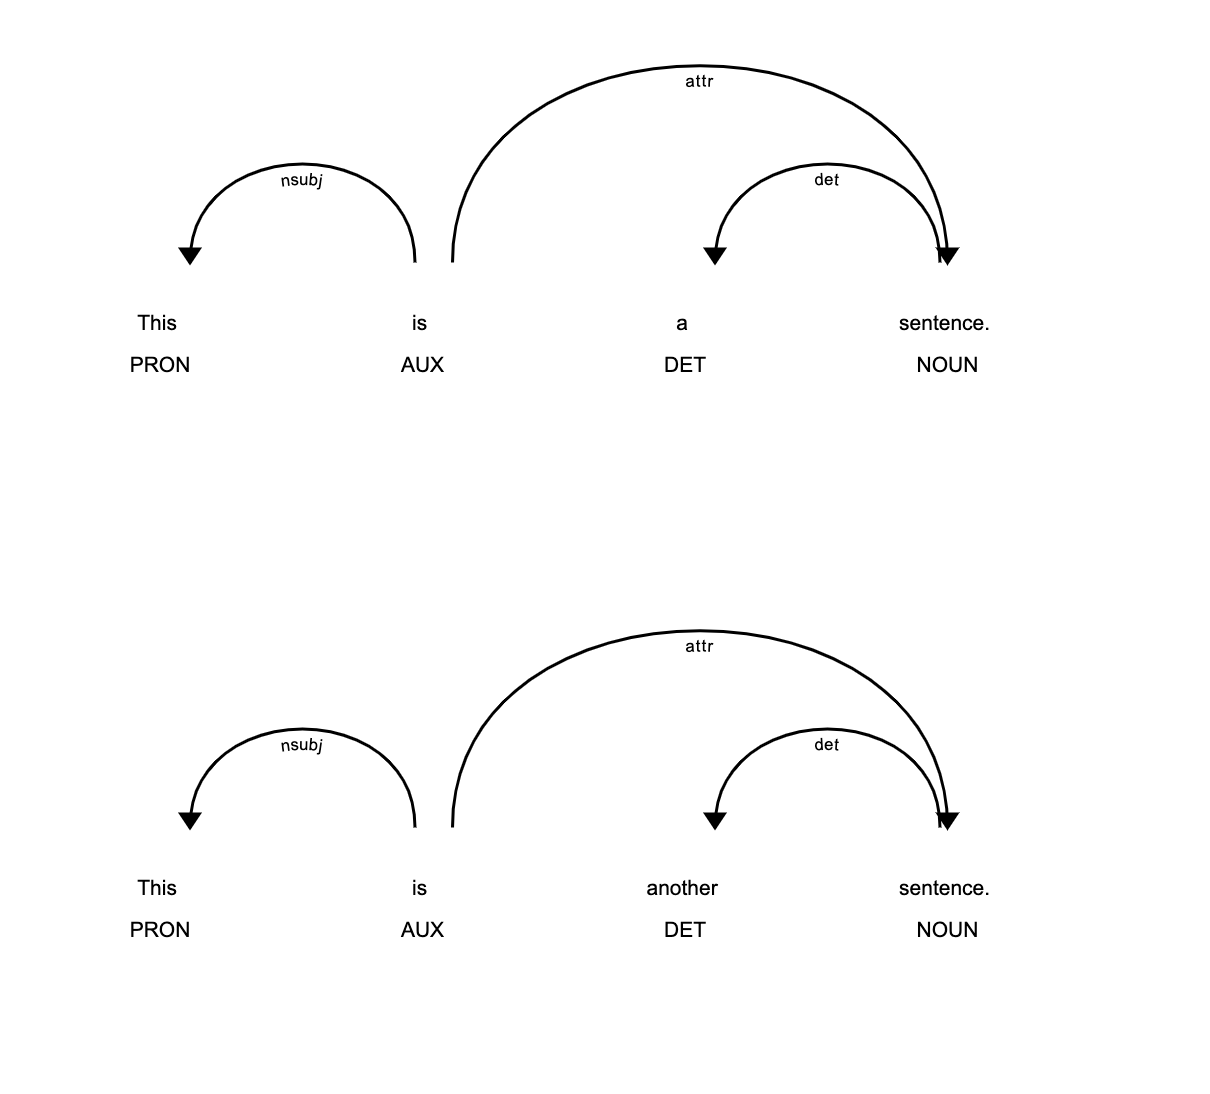 attr
nsubj det
This is a sentence.
PRON AUX DET NOUN
attr
nsubj det
This is another sentence.
PRON AUX DET NOUN